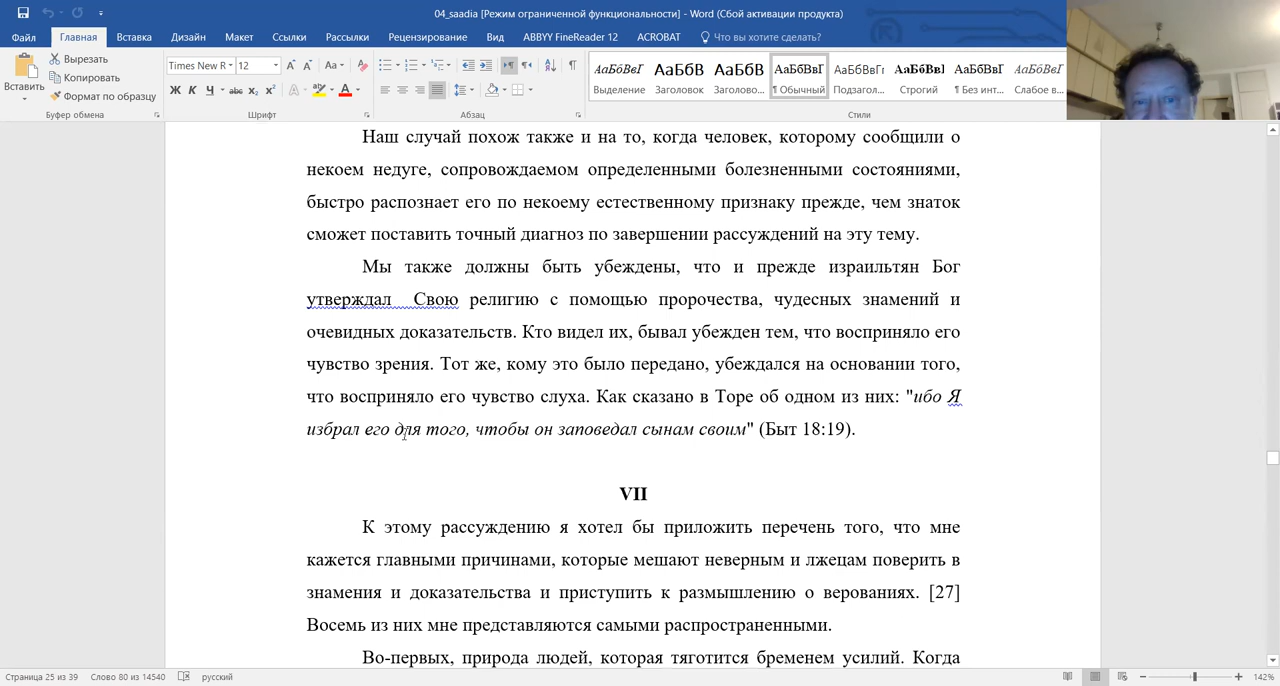 04_saadia [Режим ограниченной функциональности] - Word (Сбой активации продукта)
Файл Главная Вставка Дизайн Макет Ссылки Рассылки Рецензирование Вид ABBYY FineReader 12 ACROBAT Что вы хотите сделать?
Вставить
Вырезать
Копировать
Формат по образцу
Буфер обмена
Times New R 12
Ж К Ч abc x₂ x²
Шрифт
Абзац
АаБбВвГ АаБбВ АаБбВ АаБбВвГ АаБбВвГг АаБбВвГ АаБбВвГ АаБбВвГ
Выделение Заголовок Заголово... ¶ Обычный Подзагол... Строгий ¶ Без инт... Слабое в...
Стили
Наш случай похож также и на то, когда человек, которому сообщили о
некоем недуге, сопровождаемом определенными болезненными состояниями,
быстро распознает его по некоему естественному признаку прежде, чем знаток
сможет поставить точный диагноз по завершении рассуждений на эту тему.
Мы также должны быть убеждены, что и прежде израильтян Бог
утверждал Свою религию с помощью пророчества, чудесных знамений и
очевидных доказательств. Кто видел их, бывал убежден тем, что восприняло его
чувство зрения. Тот же, кому это было передано, убеждался на основании того,
что восприняло его чувство слуха. Как сказано в Торе об одном из них: "ибо Я
избрал его для того, чтобы он заповедал сынам своим" (Быт 18:19).
VII
К этому рассуждению я хотел бы приложить перечень того, что мне
кажется главными причинами, которые мешают неверным и лжецам поверить в
знамения и доказательства и приступить к размышлению о верованиях. [27]
Восемь из них мне представляются самыми распространенными.
Во-первых, природа людей, которая тяготится бременем усилий. Когда
Страница 25 из 39 Слово 80 из 14540 русский 142%